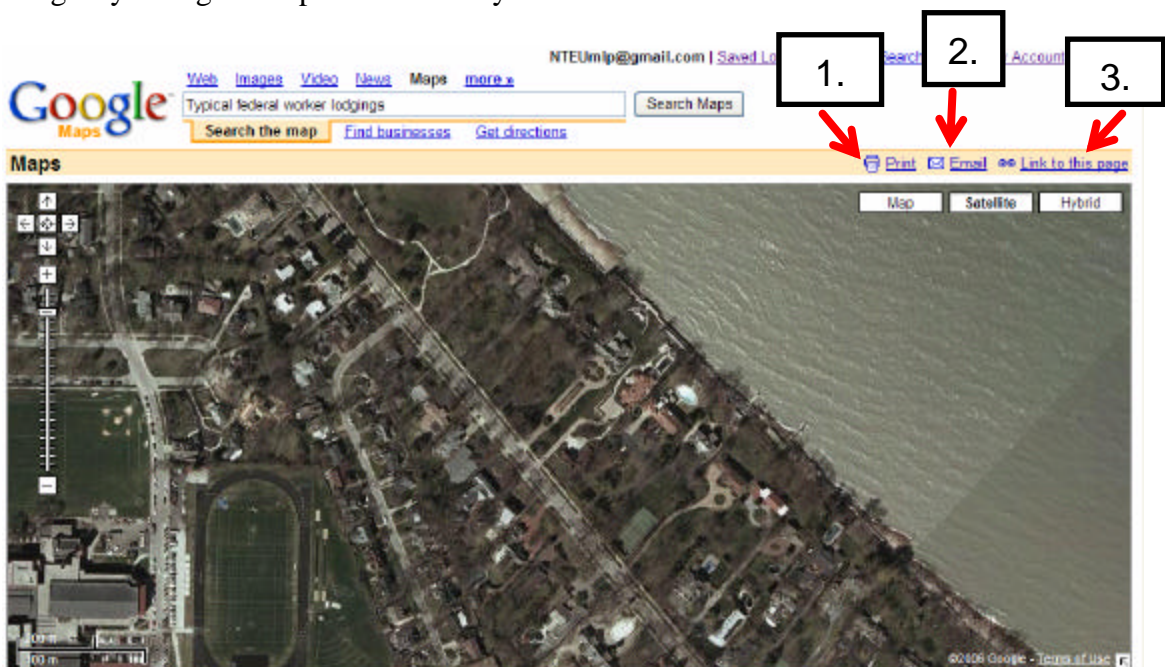 NTEUmlp@gmail.com | Saved Lo Search Account
1.
2.
3.
Google Maps
Web Images Video News Maps more »
Typical federal worker lodgings
Search Maps
Search the map Find businesses Get directions
Maps
Print Email Link to this page
Map Satellite Hybrid
©2006 Google - Terms of Use